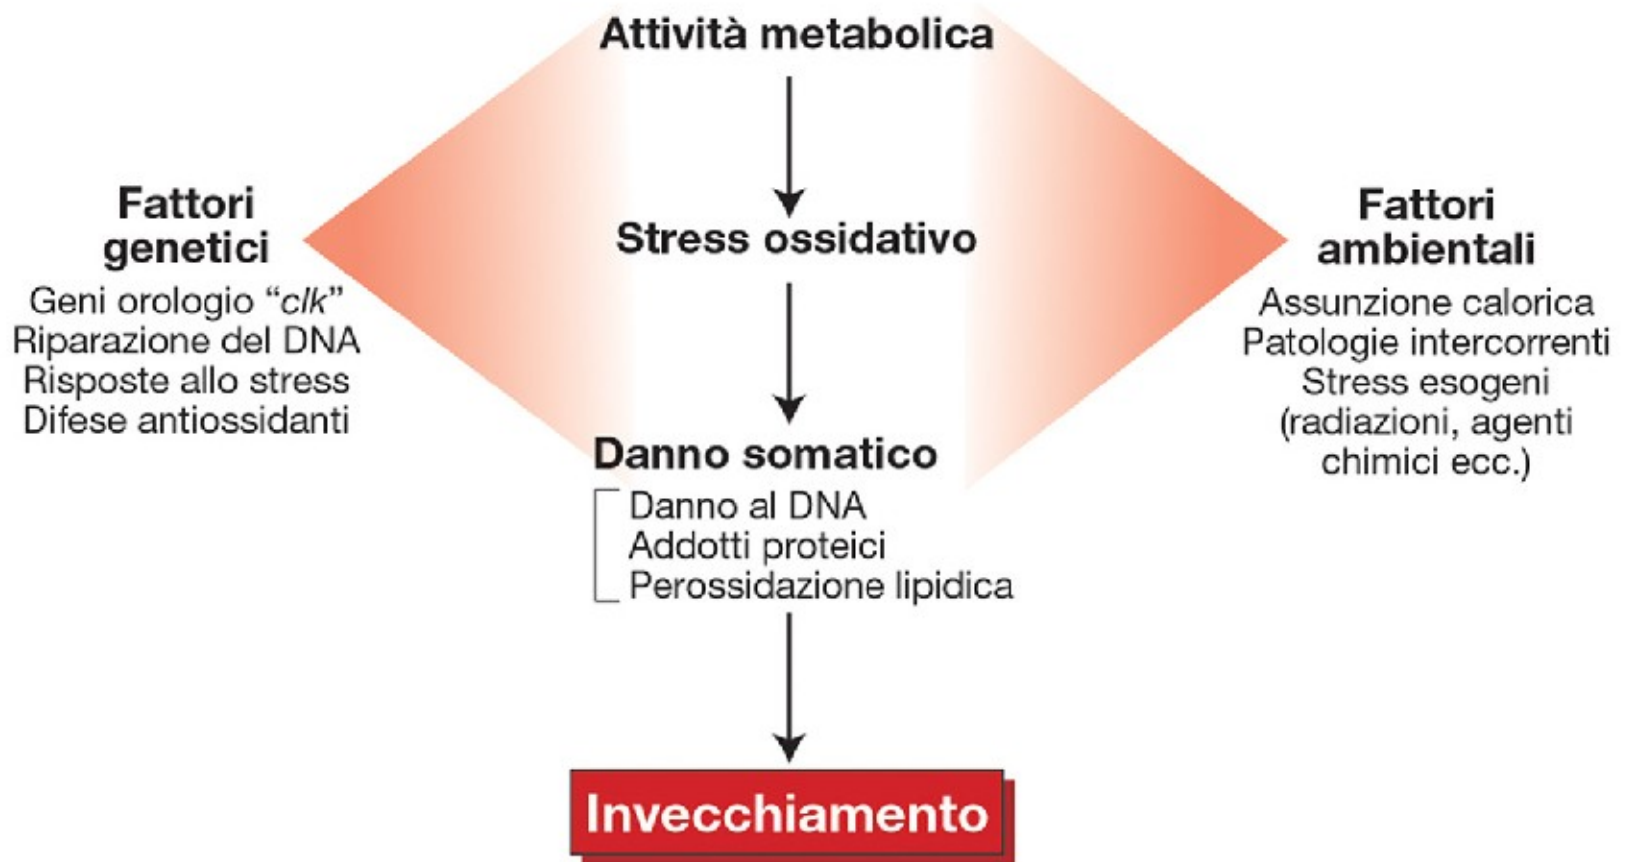 Attività metabolica
Fattori
genetici
Geni orologio “clk”
Riparazione del DNA
Risposte allo stress
Difese antiossidanti
Stress ossidativo
Fattori
ambientali
Assunzione calorica
Patologie intercorrenti
Stress esogeni
(radiazioni, agenti
chimici ecc.)
Danno somatico
Danno al DNA
Addotti proteici
Perossidazione lipidica
Invecchiamento